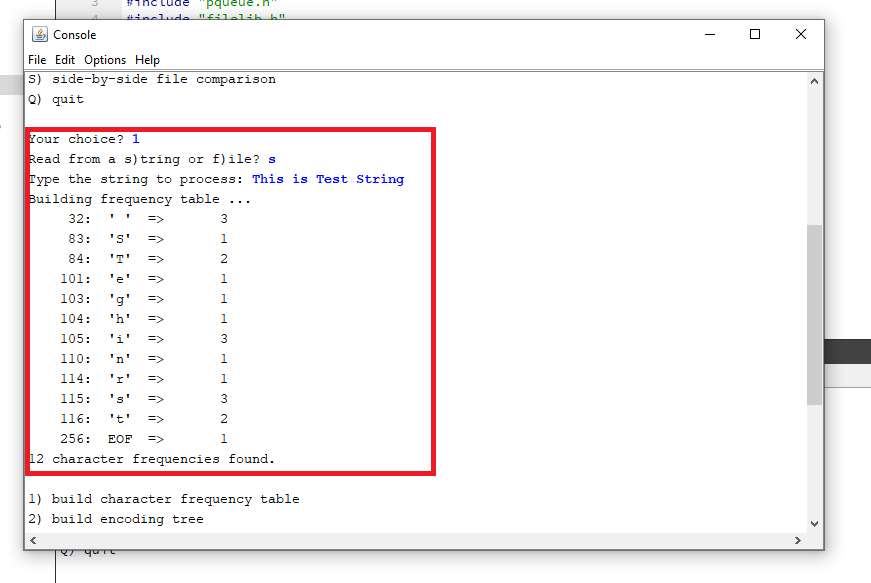 3 #include "pqueue.h"
4 #include "filelib.h"
Console
File Edit Options Help
S) side-by-side file comparison
Q) quit
Your choice? 1
Read from a s)tring or f)ile? s
Type the string to process: This is Test String
Building frequency table ...
32: ' ' => 3
83: 'S' => 1
84: 'T' => 2
101: 'e' => 1
103: 'g' => 1
104: 'h' => 1
105: 'i' => 3
110: 'n' => 1
114: 'r' => 1
115: 's' => 3
116: 't' => 2
256: EOF => 1
12 character frequencies found.
1) build character frequency table
2) build encoding tree
Q) quit